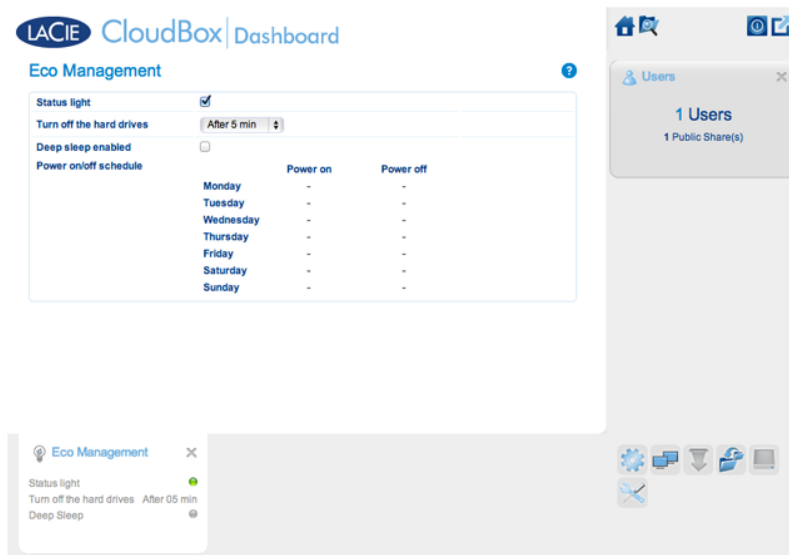 LACIE CloudBox Dashboard
Eco Management
Status light
Turn off the hard drives After 5 min
Deep sleep enabled
Power on/off schedule
Power on Power off
Monday - -
Tuesday - -
Wednesday - -
Thursday - -
Friday - -
Saturday - -
Sunday - -
Users
1 Users
1 Public Share(s)
Eco Management
Status light
Turn off the hard drives After 05 min
Deep Sleep